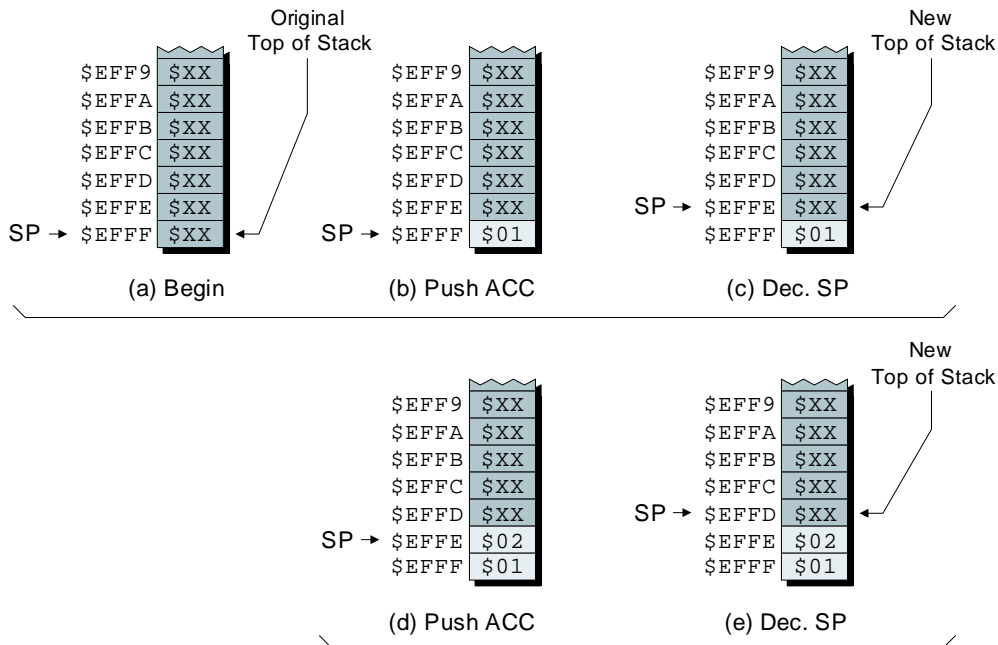 Original
Top of Stack
New
Top of Stack
$EFF9 $XX
$EFFA $XX
$EFFB $XX
$EFFC $XX
$EFFD $XX
$EFFE $XX
SP $EFFF $XX
(a) Begin
$EFF9 $XX
$EFFA $XX
$EFFB $XX
$EFFC $XX
$EFFD $XX
$EFFE $XX
SP $EFFF $01
(b) Push ACC
$EFF9 $XX
$EFFA $XX
$EFFB $XX
$EFFC $XX
$EFFD $XX
SP $EFFE $XX
$EFFF $01
(c) Dec. SP
New
Top of Stack
$EFF9 $XX
$EFFA $XX
$EFFB $XX
$EFFC $XX
$EFFD $XX
SP $EFFE $02
$EFFF $01
(d) Push ACC
$EFF9 $XX
$EFFA $XX
$EFFB $XX
$EFFC $XX
SP $EFFD $XX
$EFFE $02
$EFFF $01
(e) Dec. SP